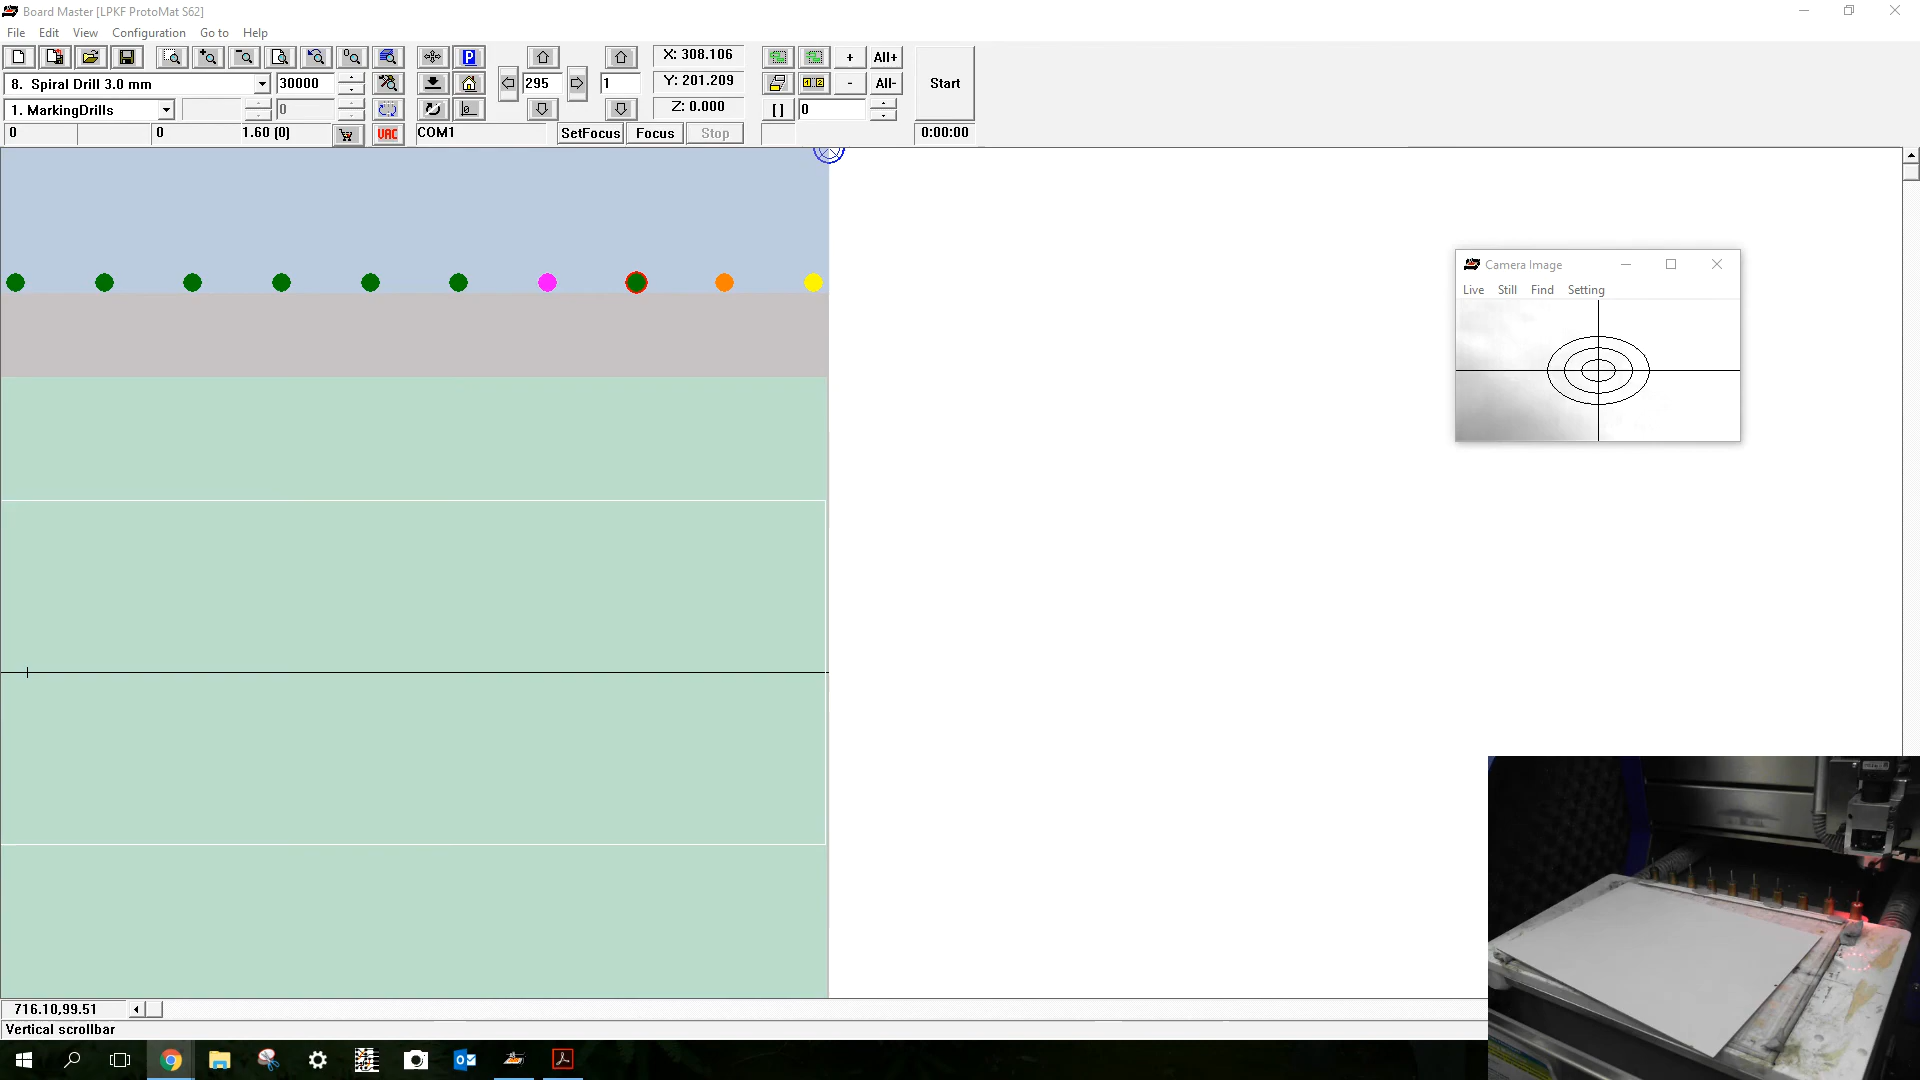 Board Master [LPKF ProtoMat S62]
File Edit View Configuration Go to Help
8. Spiral Drill 3.0 mm 30000
1. MarkingDrills 0
0 0 1.60 (0) VAC COM1
P 295 1
SetFocus Focus Stop
X: 308.106
Y: 201.209
Z: 0.000
+ All+
- All-
[ ] 0
Start
0:00:00
Camera Image
Live Still Find Setting
716.10,99.51
Vertical scrollbar